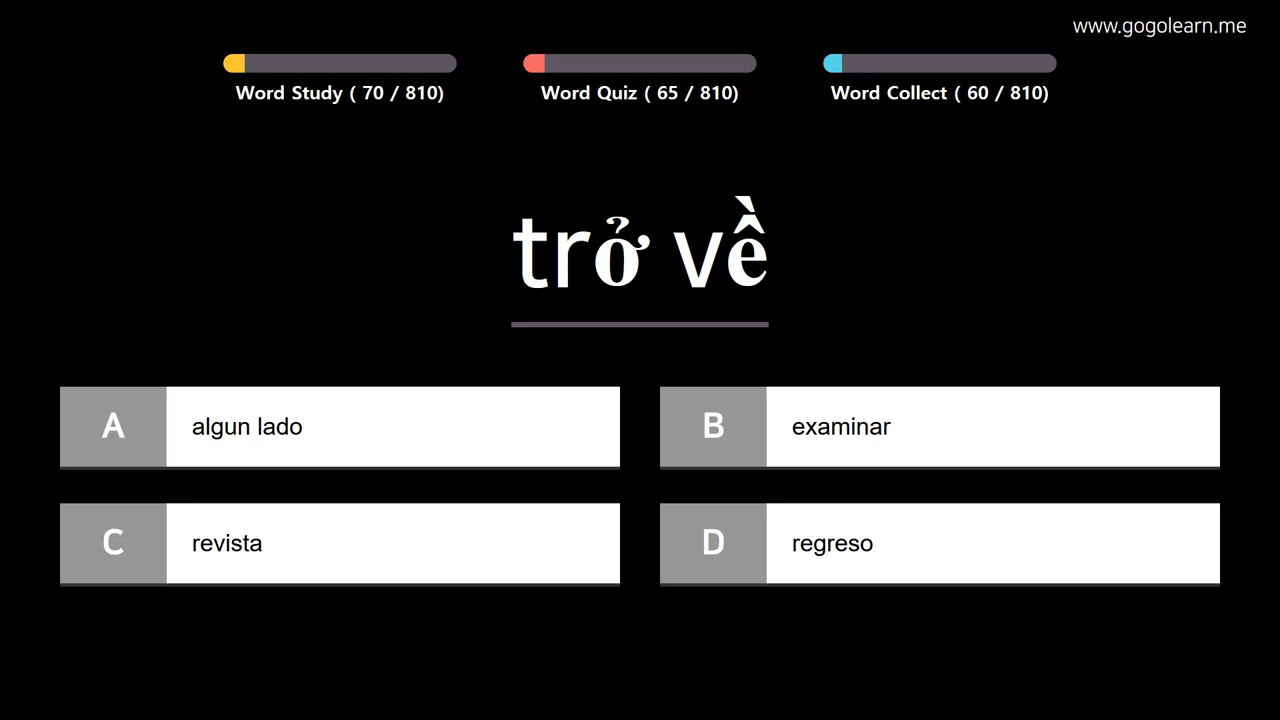 www.gogolearn.me
Word Study ( 70 / 810)
Word Quiz ( 65 / 810)
Word Collect ( 60 / 810)
trở về
A algun lado
B examinar
C revista
D regreso